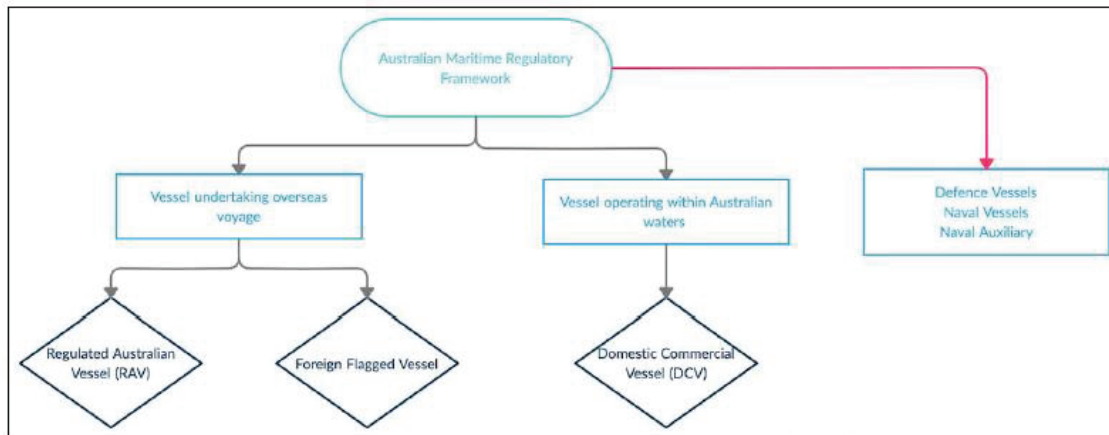 Australian Maritime Regulatory
Framework
Vessel undertaking overseas
voyage
Vessel operating within Australian
waters
Defence Vessels
Naval Vessels
Naval Auxiliary
Regulated Australian
Vessel (RAV)
Foreign Flagged Vessel
Domestic Commercial
Vessel (DCV)